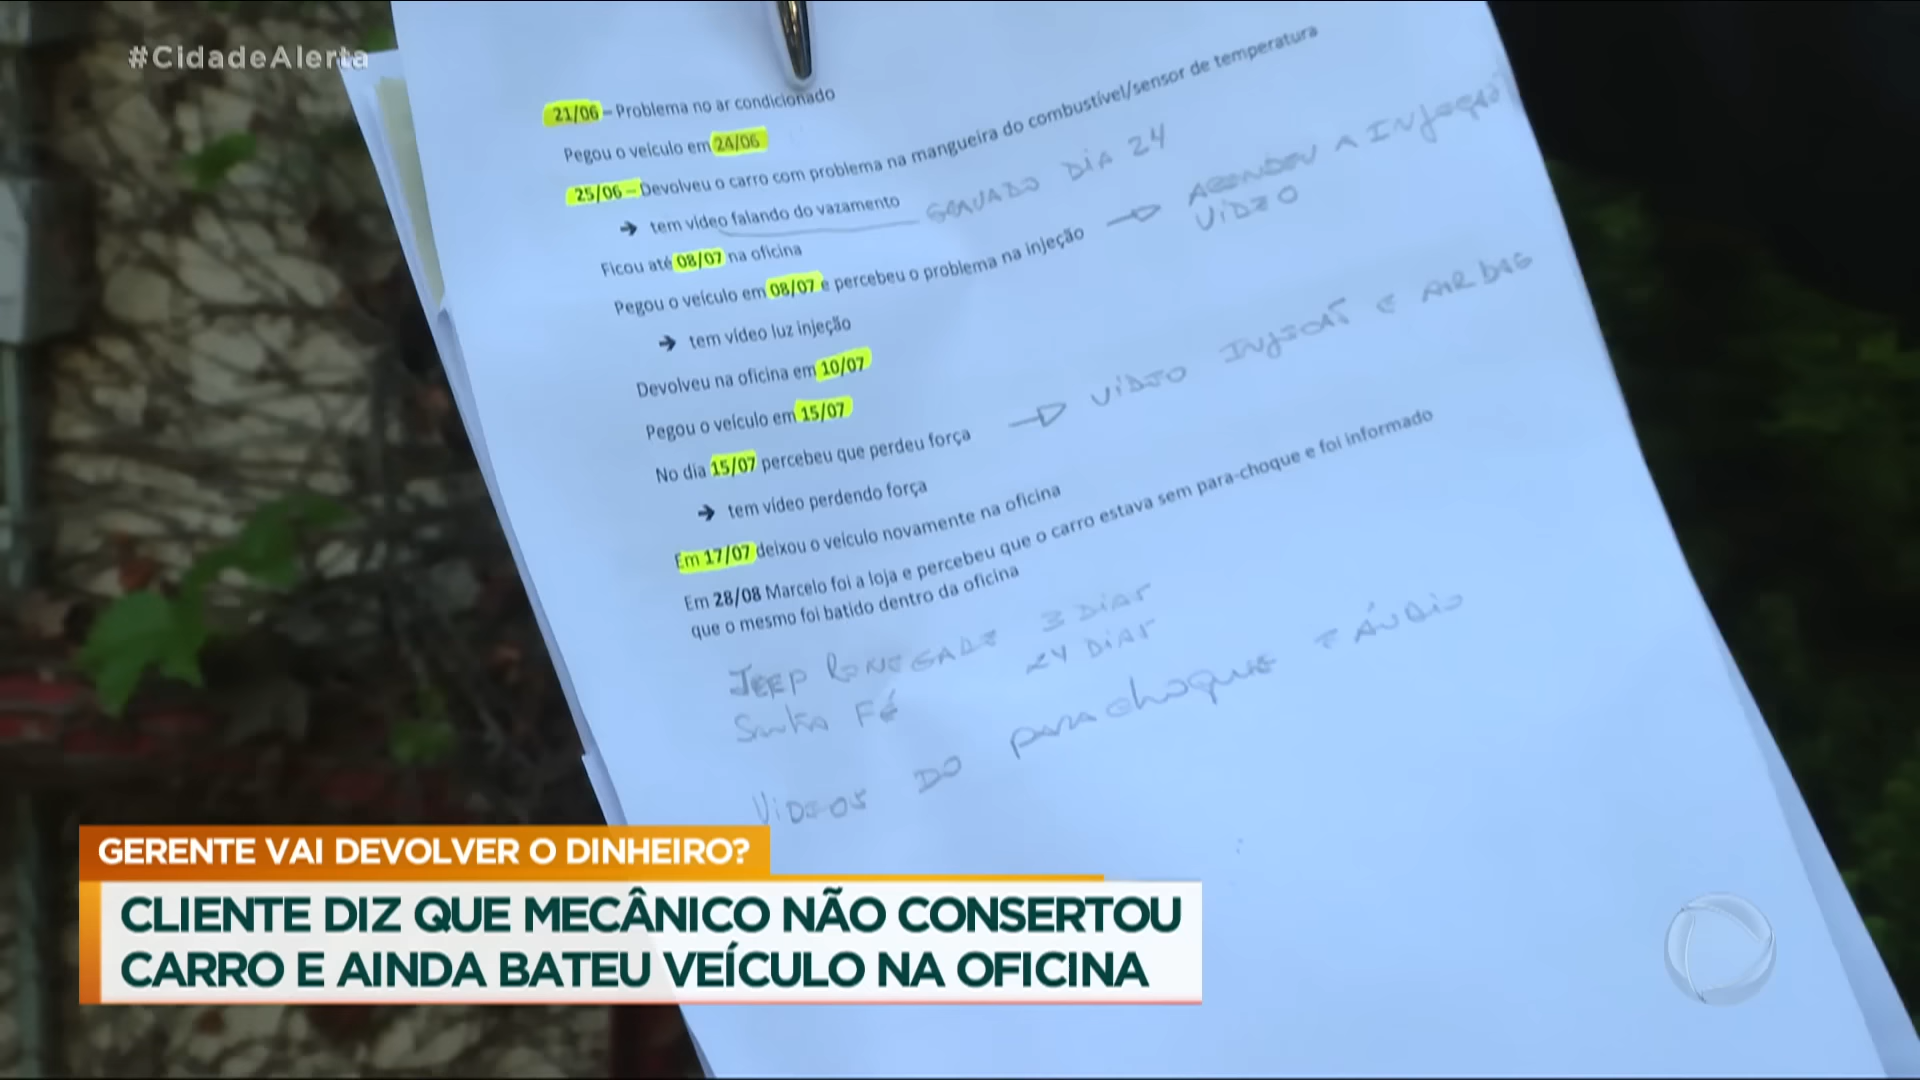 #CidadeAlerta
21/06 – Problema no ar condicionado
Pegou o veículo em 24/06
25/06 – Devolveu o carro com problema na mangueira do combustível/sensor de temperatura
➔ tem vídeo falando do vazamento GRAVADO DIA 24
Ficou até 08/07 na oficina
Pegou o veículo em 08/07 e percebeu o problema na injeção → ACENDEU A INJEÇÃO
VIDEO
➔ tem vídeo luz injeção
Devolveu na oficina em 10/07
Pegou o veículo em 15/07
No dia 15/07 percebeu que perdeu força → VIDEO INJEÇÃO E AIRBAG
➔ tem vídeo perdendo força
Em 17/07 deixou o veículo novamente na oficina
Em 28/08 Marcelo foi a loja e percebeu que o carro estava sem para-choque e foi informado
que o mesmo foi batido dentro da oficina
JEEP RENEGADE 3 DIAS
Santa Fé 24 DIAS
VIDEOS DO parachoque E ÁUDIO
GERENTE VAI DEVOLVER O DINHEIRO?
CLIENTE DIZ QUE MECÂNICO NÃO CONSERTOU
CARRO E AINDA BATEU VEÍCULO NA OFICINA